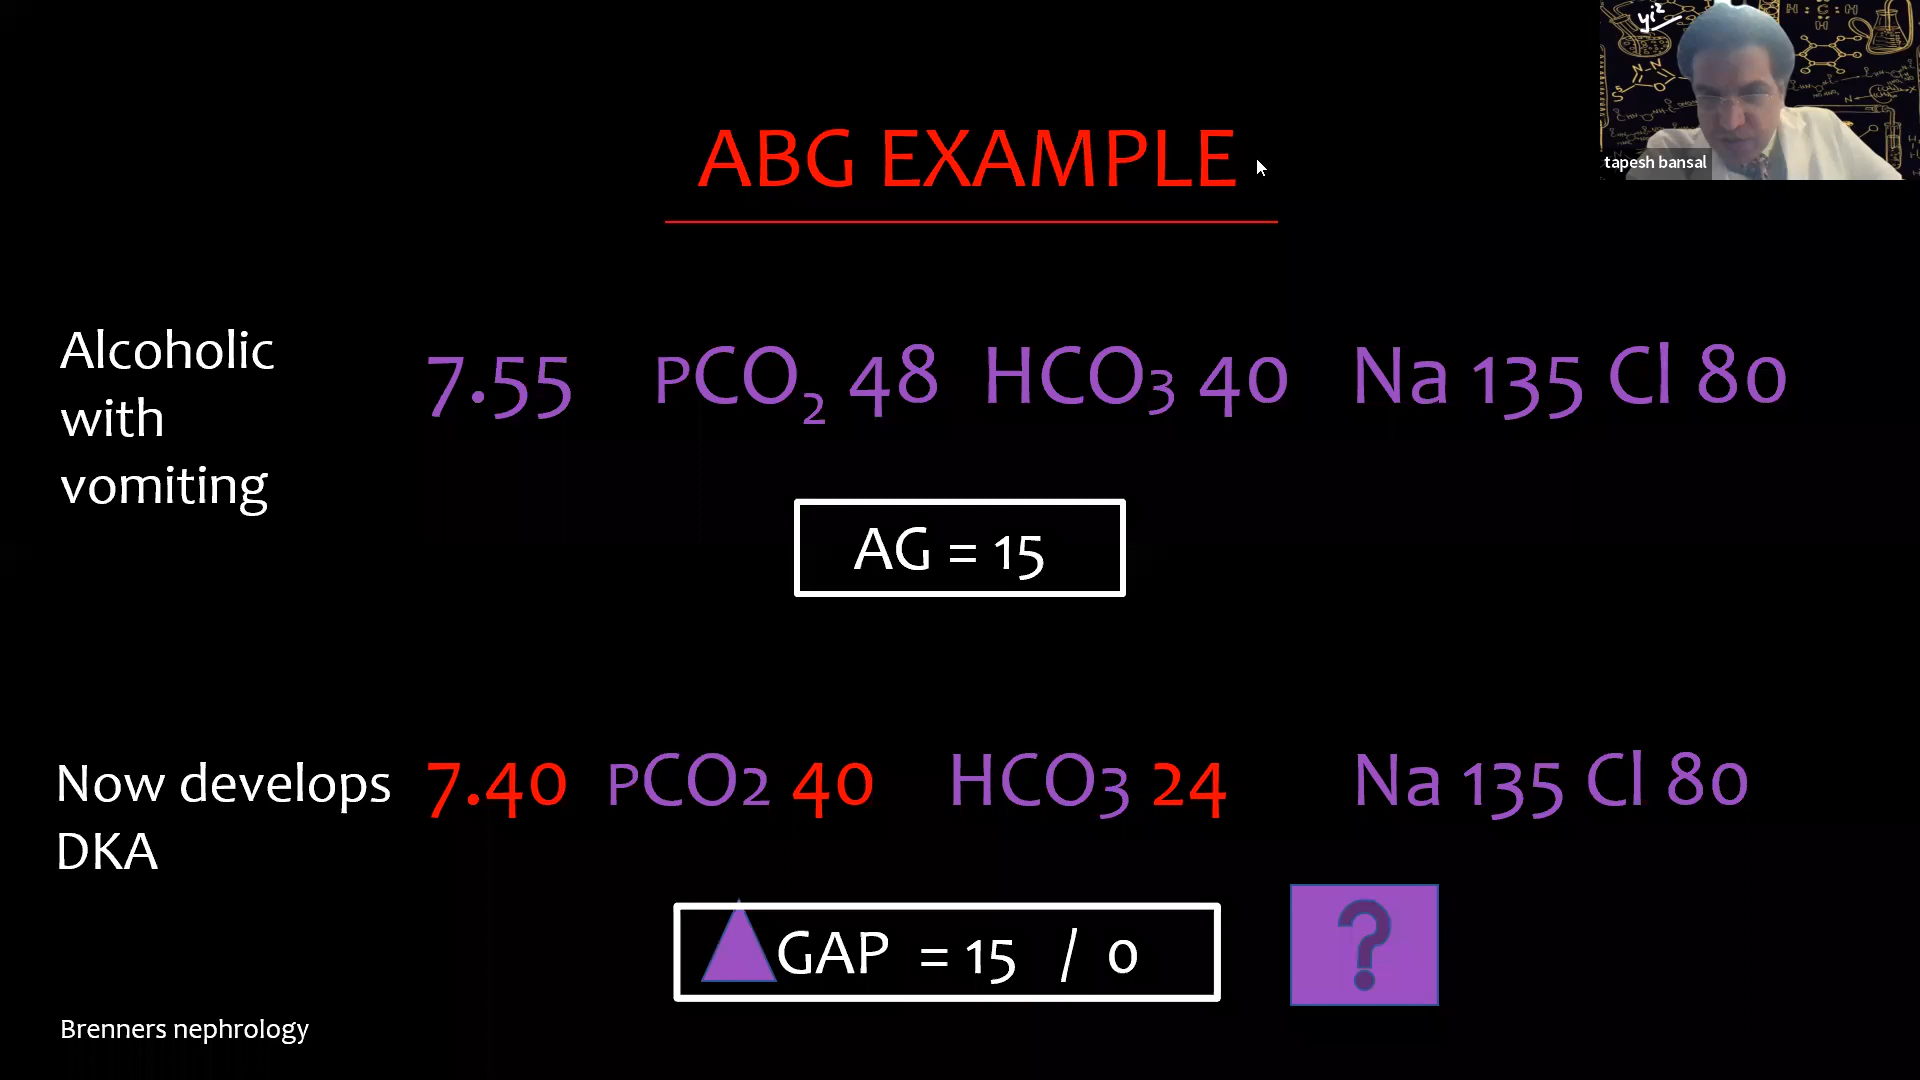 ABG EXAMPLE
tapesh bansal
Alcoholic
with
vomiting
7.55 PCO₂ 48 HCO3 40 Na 135 Cl 80
AG = 15
Now develops
DKA
7.40 PCO2 40 HCO3 24 Na 135 Cl 80
GAP = 15 / 0
?
Brenners nephrology